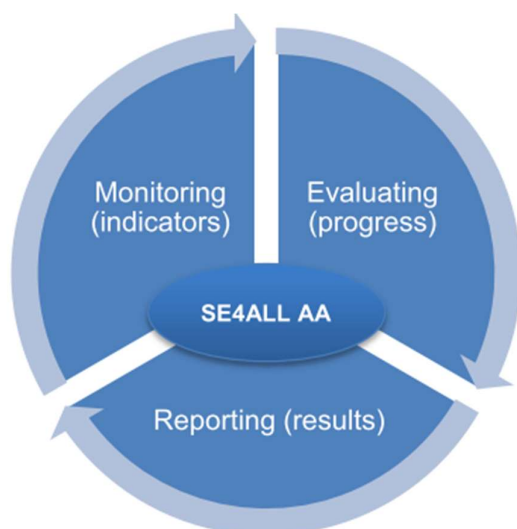 Monitoring
(indicators)
Evaluating
(progress)
SE4ALL AA
Reporting (results)